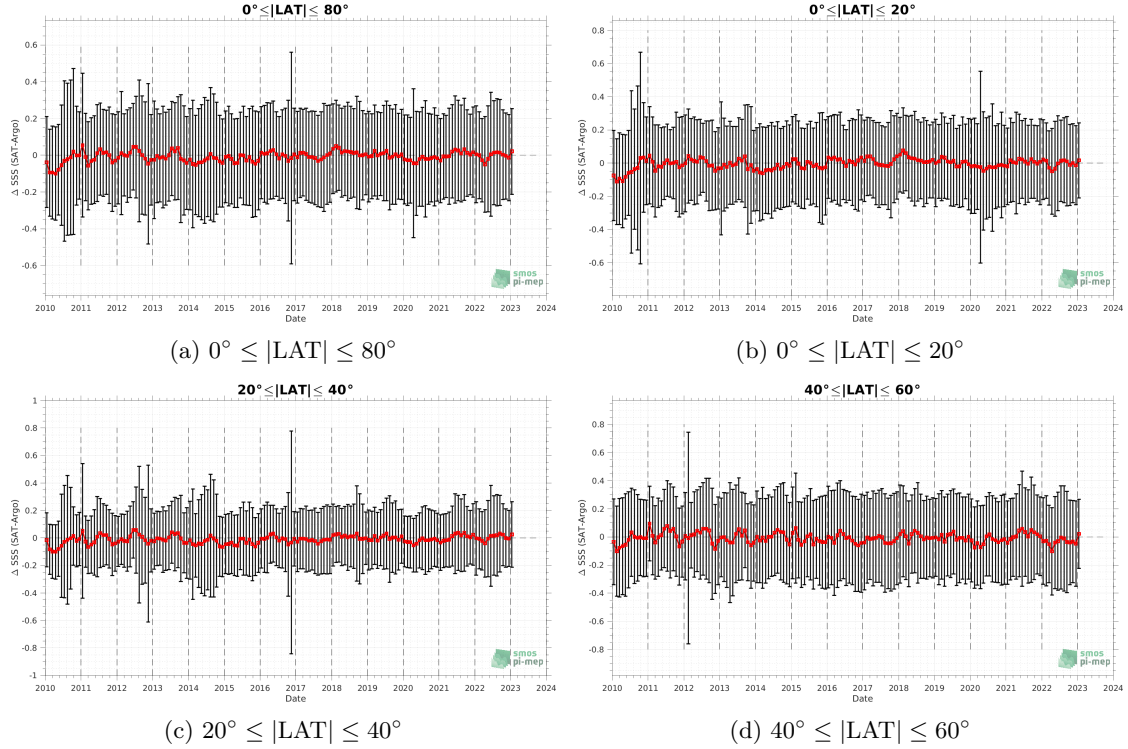 0°≤|LAT|≤ 80°
Δ SSS (SAT-Argo)
0.6
0.4
0.2
0
-0.2
-0.4
-0.6
2010 2011 2012 2013 2014 2015 2016 2017 2018 2019 2020 2021 2022 2023 2024
Date
smos
pi-mep
(a) 0° ≤ |LAT| ≤ 80°
0°≤|LAT|≤ 20°
Δ SSS (SAT-Argo)
0.8
0.6
0.4
0.2
0
-0.2
-0.4
-0.6
2010 2011 2012 2013 2014 2015 2016 2017 2018 2019 2020 2021 2022 2023 2024
Date
smos
pi-mep
(b) 0° ≤ |LAT| ≤ 20°
20°≤|LAT|≤ 40°
Δ SSS (SAT-Argo)
1
0.8
0.6
0.4
0.2
0
-0.2
-0.4
-0.6
-0.8
-1
2010 2011 2012 2013 2014 2015 2016 2017 2018 2019 2020 2021 2022 2023 2024
Date
smos
pi-mep
(c) 20° ≤ |LAT| ≤ 40°
40°≤|LAT|≤ 60°
Δ SSS (SAT-Argo)
0.8
0.6
0.4
0.2
0
-0.2
-0.4
-0.6
-0.8
2010 2011 2012 2013 2014 2015 2016 2017 2018 2019 2020 2021 2022 2023 2024
Date
smos
pi-mep
(d) 40° ≤ |LAT| ≤ 60°